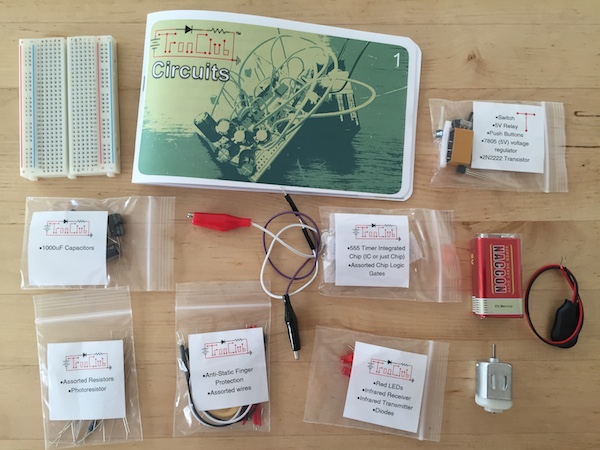 TronClub™
Circuits
1
TronClub
•Switch
•5V Relay
•Push Buttons
•7805 (5V) voltage
regulator
•2N2222 Transistor
TronClub
•1000uF Capacitors
TronClub
•555 Timer Integrated
Chip (IC or just Chip)
•Assorted Chip Logic
Gates
NACCON
TronClub
•Assorted Resistors
•Photoresistor
TronClub
•Anti-Static Finger
Protection
•Assorted wires
TronClub
•Red LEDs
•Infrared Receiver
•Infrared Transmitter
•Diodes